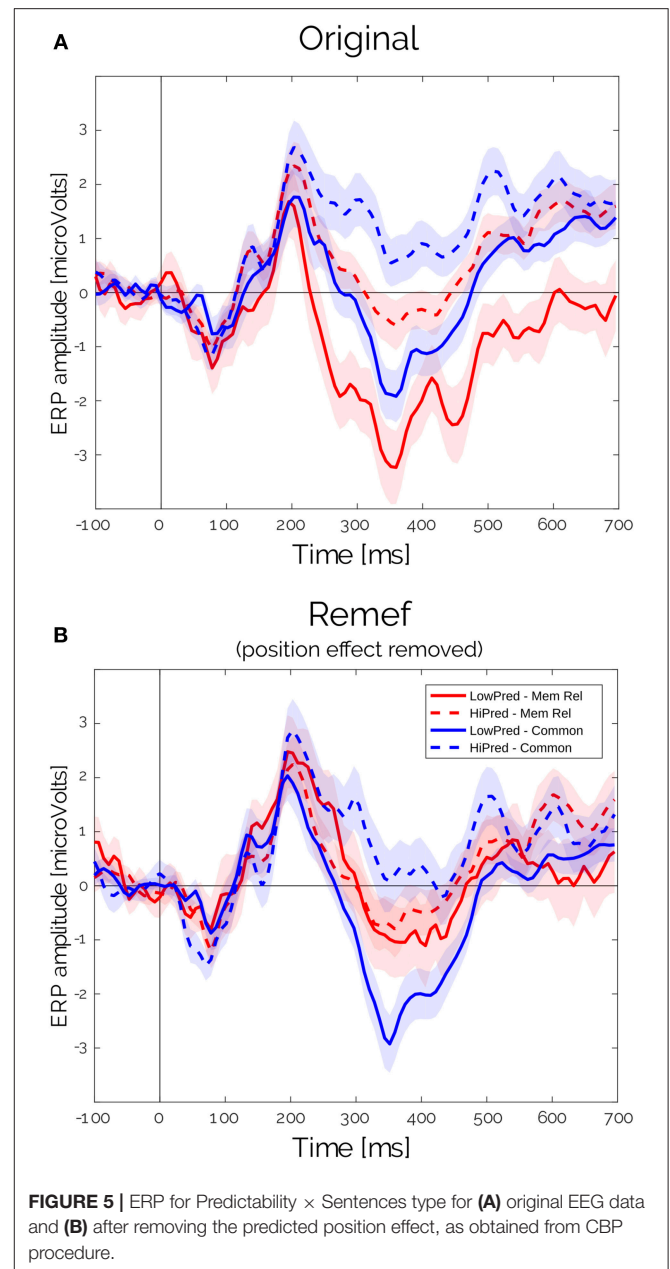 A
Original
3
2
1
0
-1
-2
-3
ERP amplitude [microVolts]
-100 0 100 200 300 400 500 600 700
Time [ms]
B
Remef
(position effect removed)
LowPred - Mem Rel
HiPred - Mem Rel
LowPred - Common
HiPred - Common
3
2
1
0
-1
-2
-3
ERP amplitude [microVolts]
-100 0 100 200 300 400 500 600 700
Time [ms]
FIGURE 5 | ERP for Predictability × Sentences type for (A) original EEG data
and (B) after removing the predicted position effect, as obtained from CBP
procedure.